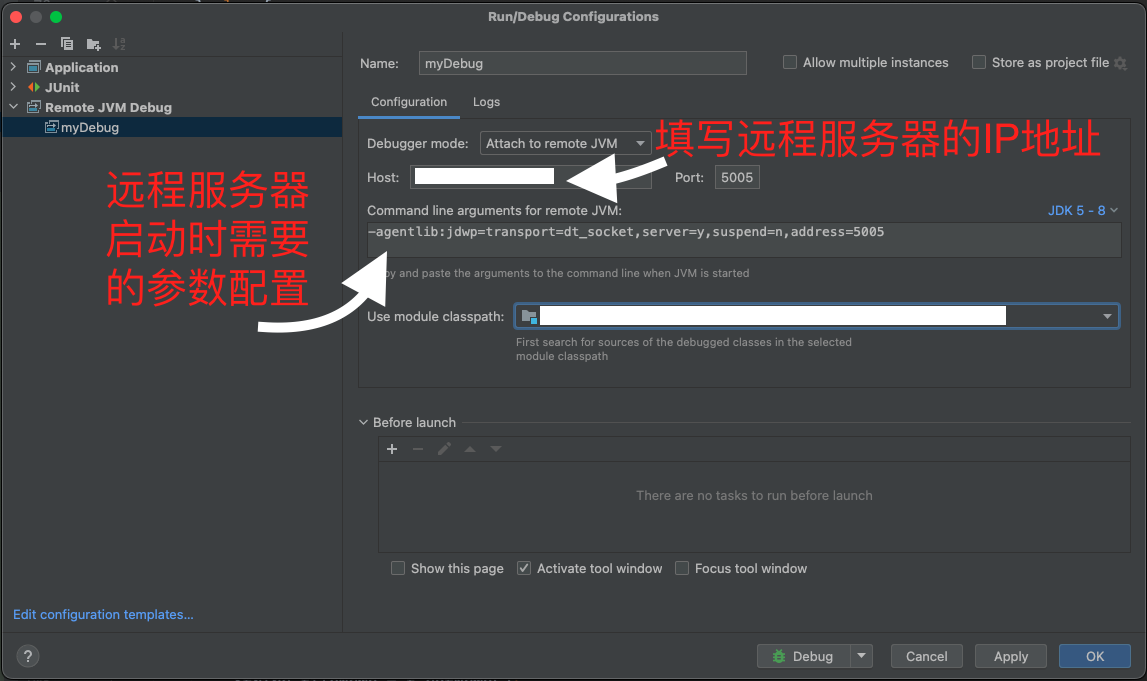 Run/Debug Configurations
Application
JUnit
Remote JVM Debug
myDebug
Name:
myDebug
Allow multiple instances
Store as project file
Configuration
Logs
Debugger mode:
Attach to remote JVM
填写远程服务器的IP地址
Host:
Port:
5005
远程服务器
启动时需要
的参数配置
Command line arguments for remote JVM:
JDK 5 - 8
-agentlib:jdwp=transport=dt_socket,server=y,suspend=n,address=5005
and paste the arguments to the command line when JVM is started
Use module classpath:
First search for sources of the debugged classes in the selected
module classpath
Before launch
There are no tasks to run before launch
Show this page
Activate tool window
Focus tool window
Edit configuration templates...
?
Debug
Cancel
Apply
OK